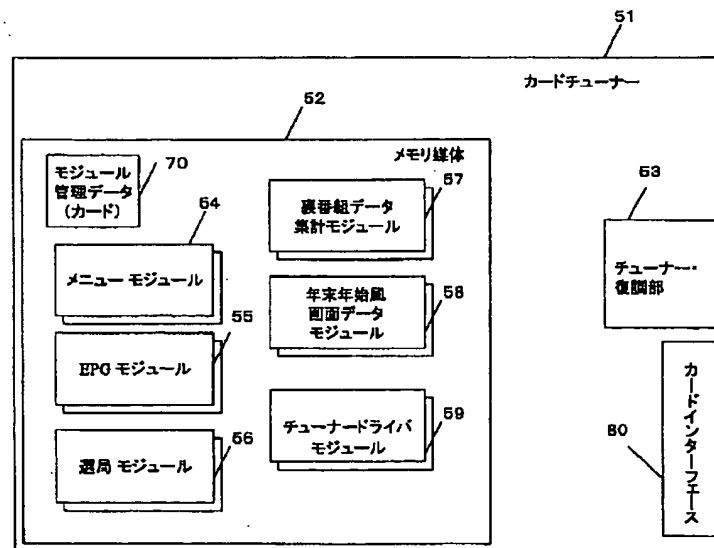 51
カードチューナー
52
メモリ媒体
モジュール
管理データ
(カード)
70
57
裏番組データ
集計モジュール
54
メニュー モジュール
53
チューナー・
復調部
年末年始風
画面データ
モジュール
58
55
EPG モジュール
チューナードライバ
モジュール
59
56
選局 モジュール
カードインターフェース
80